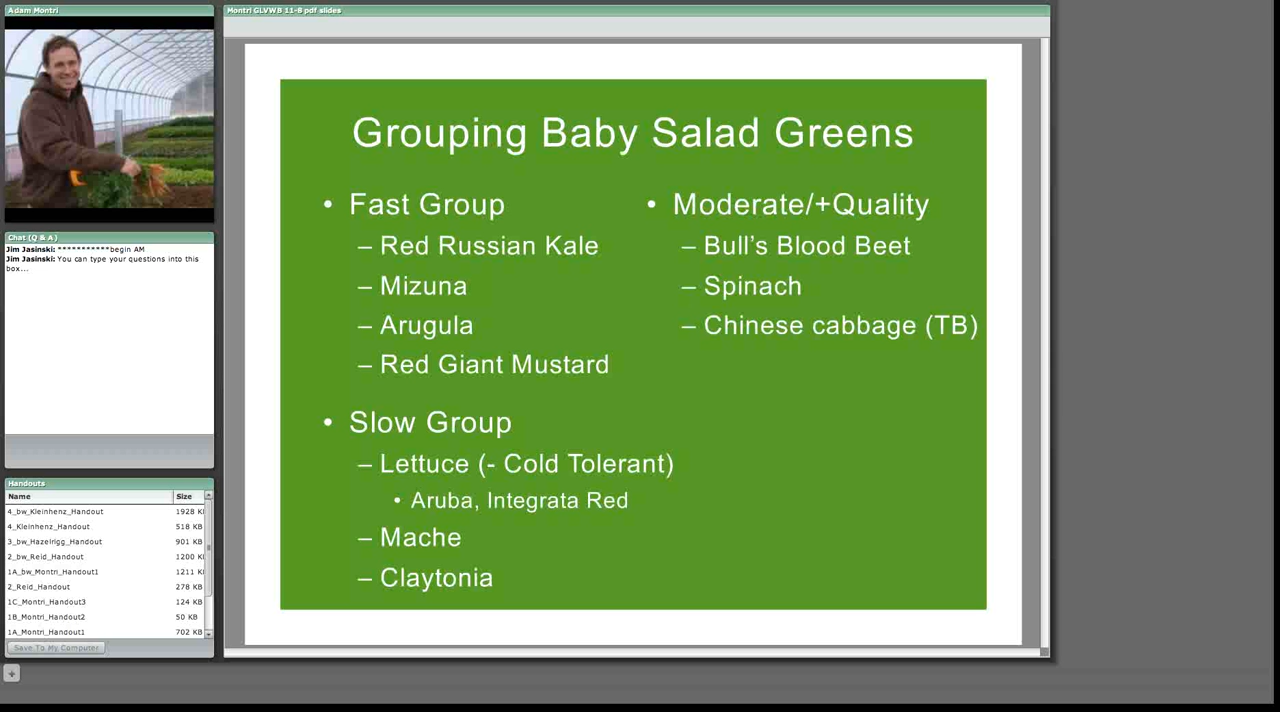 Adam Montri
Chat (Q & A)
Jim Jasinski: ***********begin AM
Jim Jasinski: You can type your questions into this
box...
Handouts
Name Size
4_bw_Kleinhenz_Handout 1928 K
4_Kleinhenz_Handout 518 KB
3_bw_Hazelrigg_Handout 901 KB
2_bw_Reid_Handout 1200 K
1A_bw_Montri_Handout1 1211 K
2_Reid_Handout 278 KB
1C_Montri_Handout3 124 KB
1B_Montri_Handout2 50 KB
1A_Montri_Handout1 702 KB
Save To My Computer
+
Montri GLVWB 11-8 pdf slides
Grouping Baby Salad Greens
• Fast Group
– Red Russian Kale
– Mizuna
– Arugula
– Red Giant Mustard
• Slow Group
– Lettuce (- Cold Tolerant)
• Aruba, Integrata Red
– Mache
– Claytonia
• Moderate/+Quality
– Bull’s Blood Beet
– Spinach
– Chinese cabbage (TB)